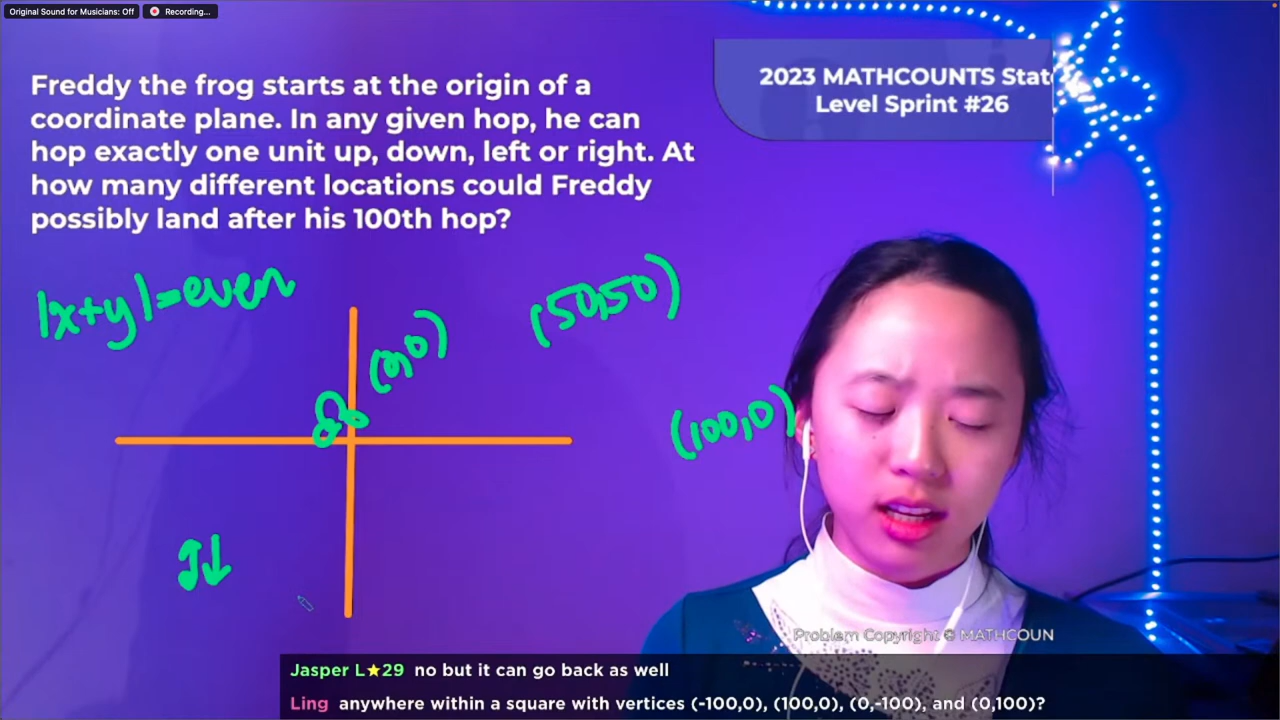 Original Sound for Musicians: Off
Recording...
Freddy the frog starts at the origin of a
coordinate plane. In any given hop, he can
hop exactly one unit up, down, left or right. At
how many different locations could Freddy
possibly land after his 100th hop?
2023 MATHCOUNTS State
Level Sprint #26
|x+y|=even
(0,0)
(50,50)
(100,0)
Problem Copyright © MATHCOUN
Jasper L★29 no but it can go back as well
Ling anywhere within a square with vertices (-100,0), (100,0), (0,-100), and (0,100)?